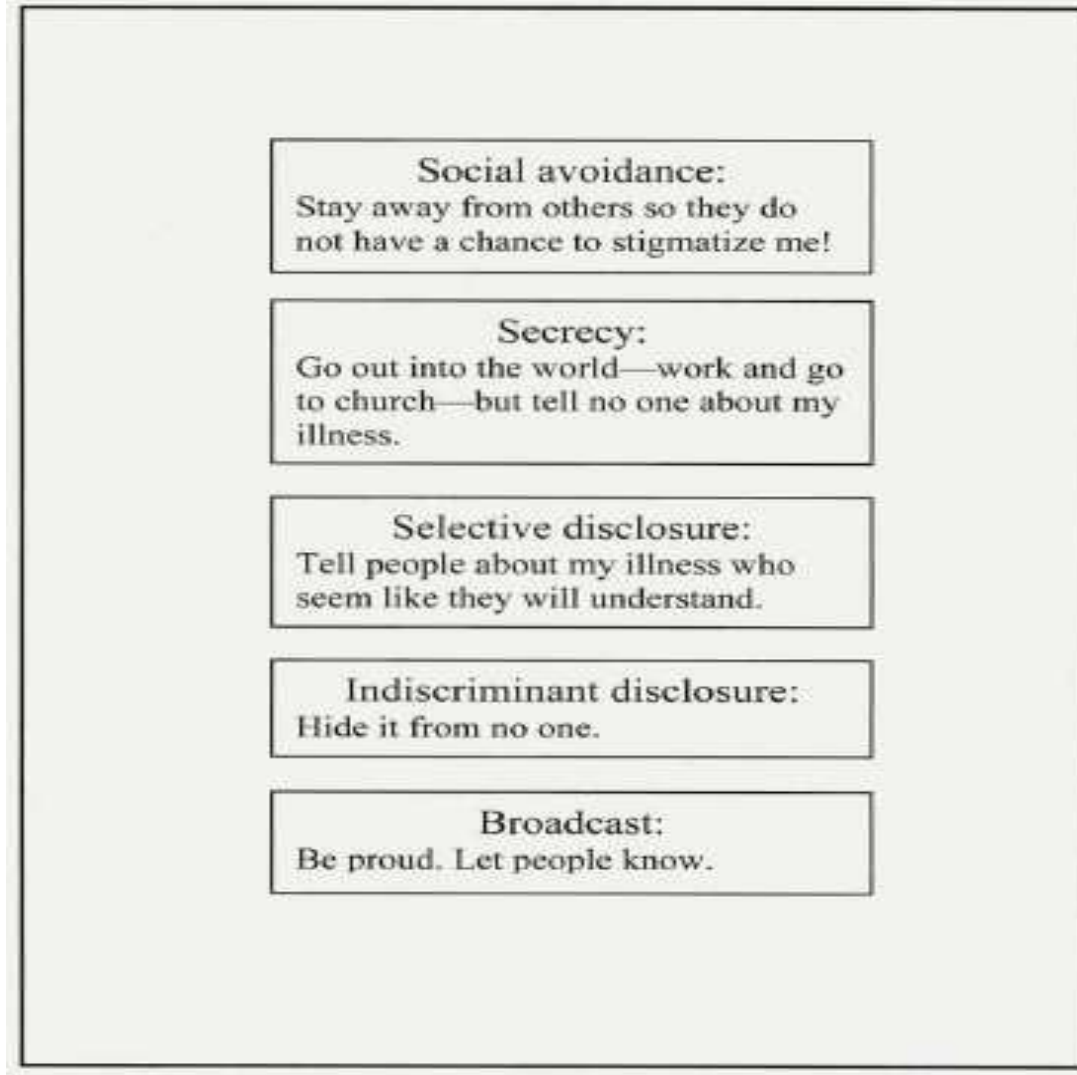 Social avoidance:
Stay away from others so they do
not have a chance to stigmatize me!
Secrecy:
Go out into the world—work and go
to church—but tell no one about my
illness.
Selective disclosure:
Tell people about my illness who
seem like they will understand.
Indiscriminant disclosure:
Hide it from no one.
Broadcast:
Be proud. Let people know.